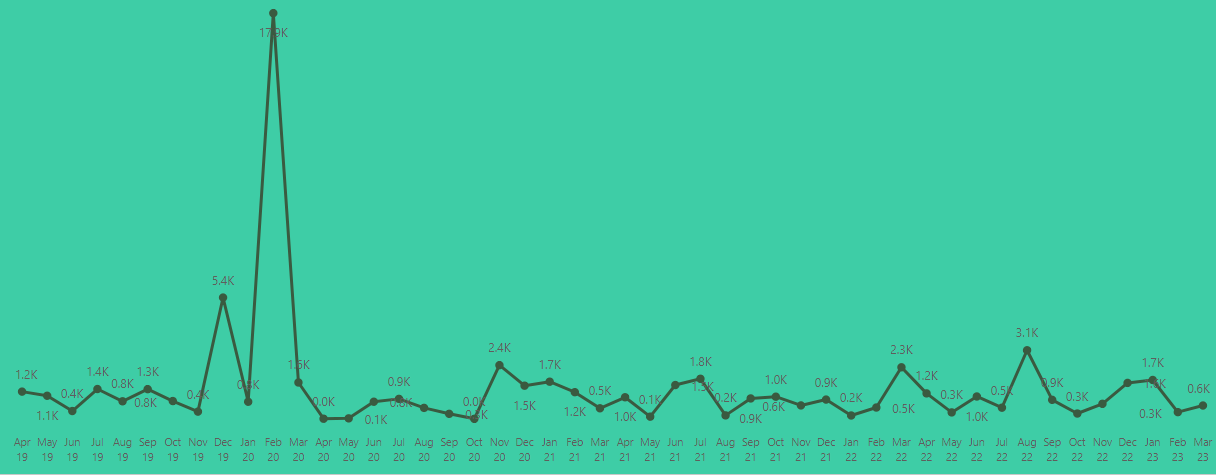 1.2K
1.1K
0.4K
1.4K
0.8K
0.8K
1.3K
0.4K
5.4K
0.8K
17.9K
0.0K
0.1K
0.9K
0.0K
2.4K
1.5K
1.7K
1.2K
0.5K
1.0K
0.1K
1.8K
0.2K
0.9K
0.6K
1.0K
0.9K
0.2K
0.5K
2.3K
1.2K
0.3K
1.0K
0.5K
3.1K
0.9K
0.3K
1.7K
0.3K
0.6K
Apr May Jun Jul Aug Sep Oct Nov Dec Jan Feb Mar Apr May Jun Jul Aug Sep Oct Nov Dec Jan Feb Mar Apr May Jun Jul Aug Sep Oct Nov Dec Jan Feb Mar Apr May Jun Jul Aug Sep Oct Nov Dec Jan Feb Mar
19 19 19 19 19 19 19 19 19 20 20 20 20 20 20 20 20 20 20 20 20 21 21 21 21 21 21 21 21 21 21 21 21 22 22 22 22 22 22 22 22 22 22 22 22 23 23 23